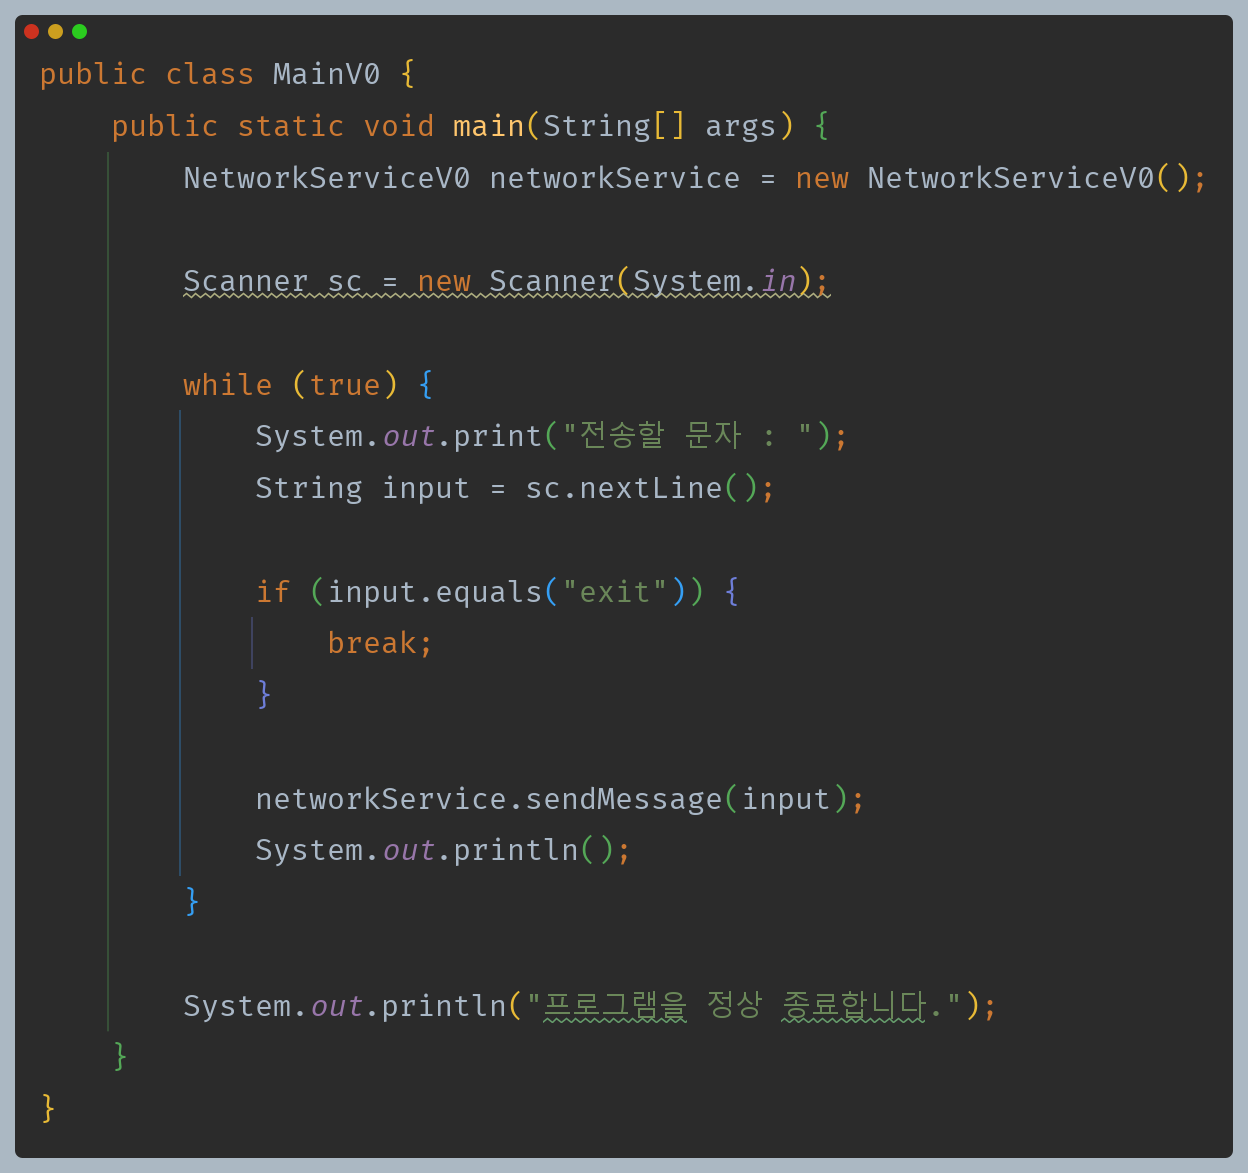 public class MainV0 {
    public static void main(String[] args) {
        NetworkServiceV0 networkService = new NetworkServiceV0();

        Scanner sc = new Scanner(System.in);

        while (true) {
            System.out.print("전송할 문자 : ");
            String input = sc.nextLine();

            if (input.equals("exit")) {
                break;
            }

            networkService.sendMessage(input);
            System.out.println();
        }

        System.out.println("프로그램을 정상 종료합니다.");
    }
}